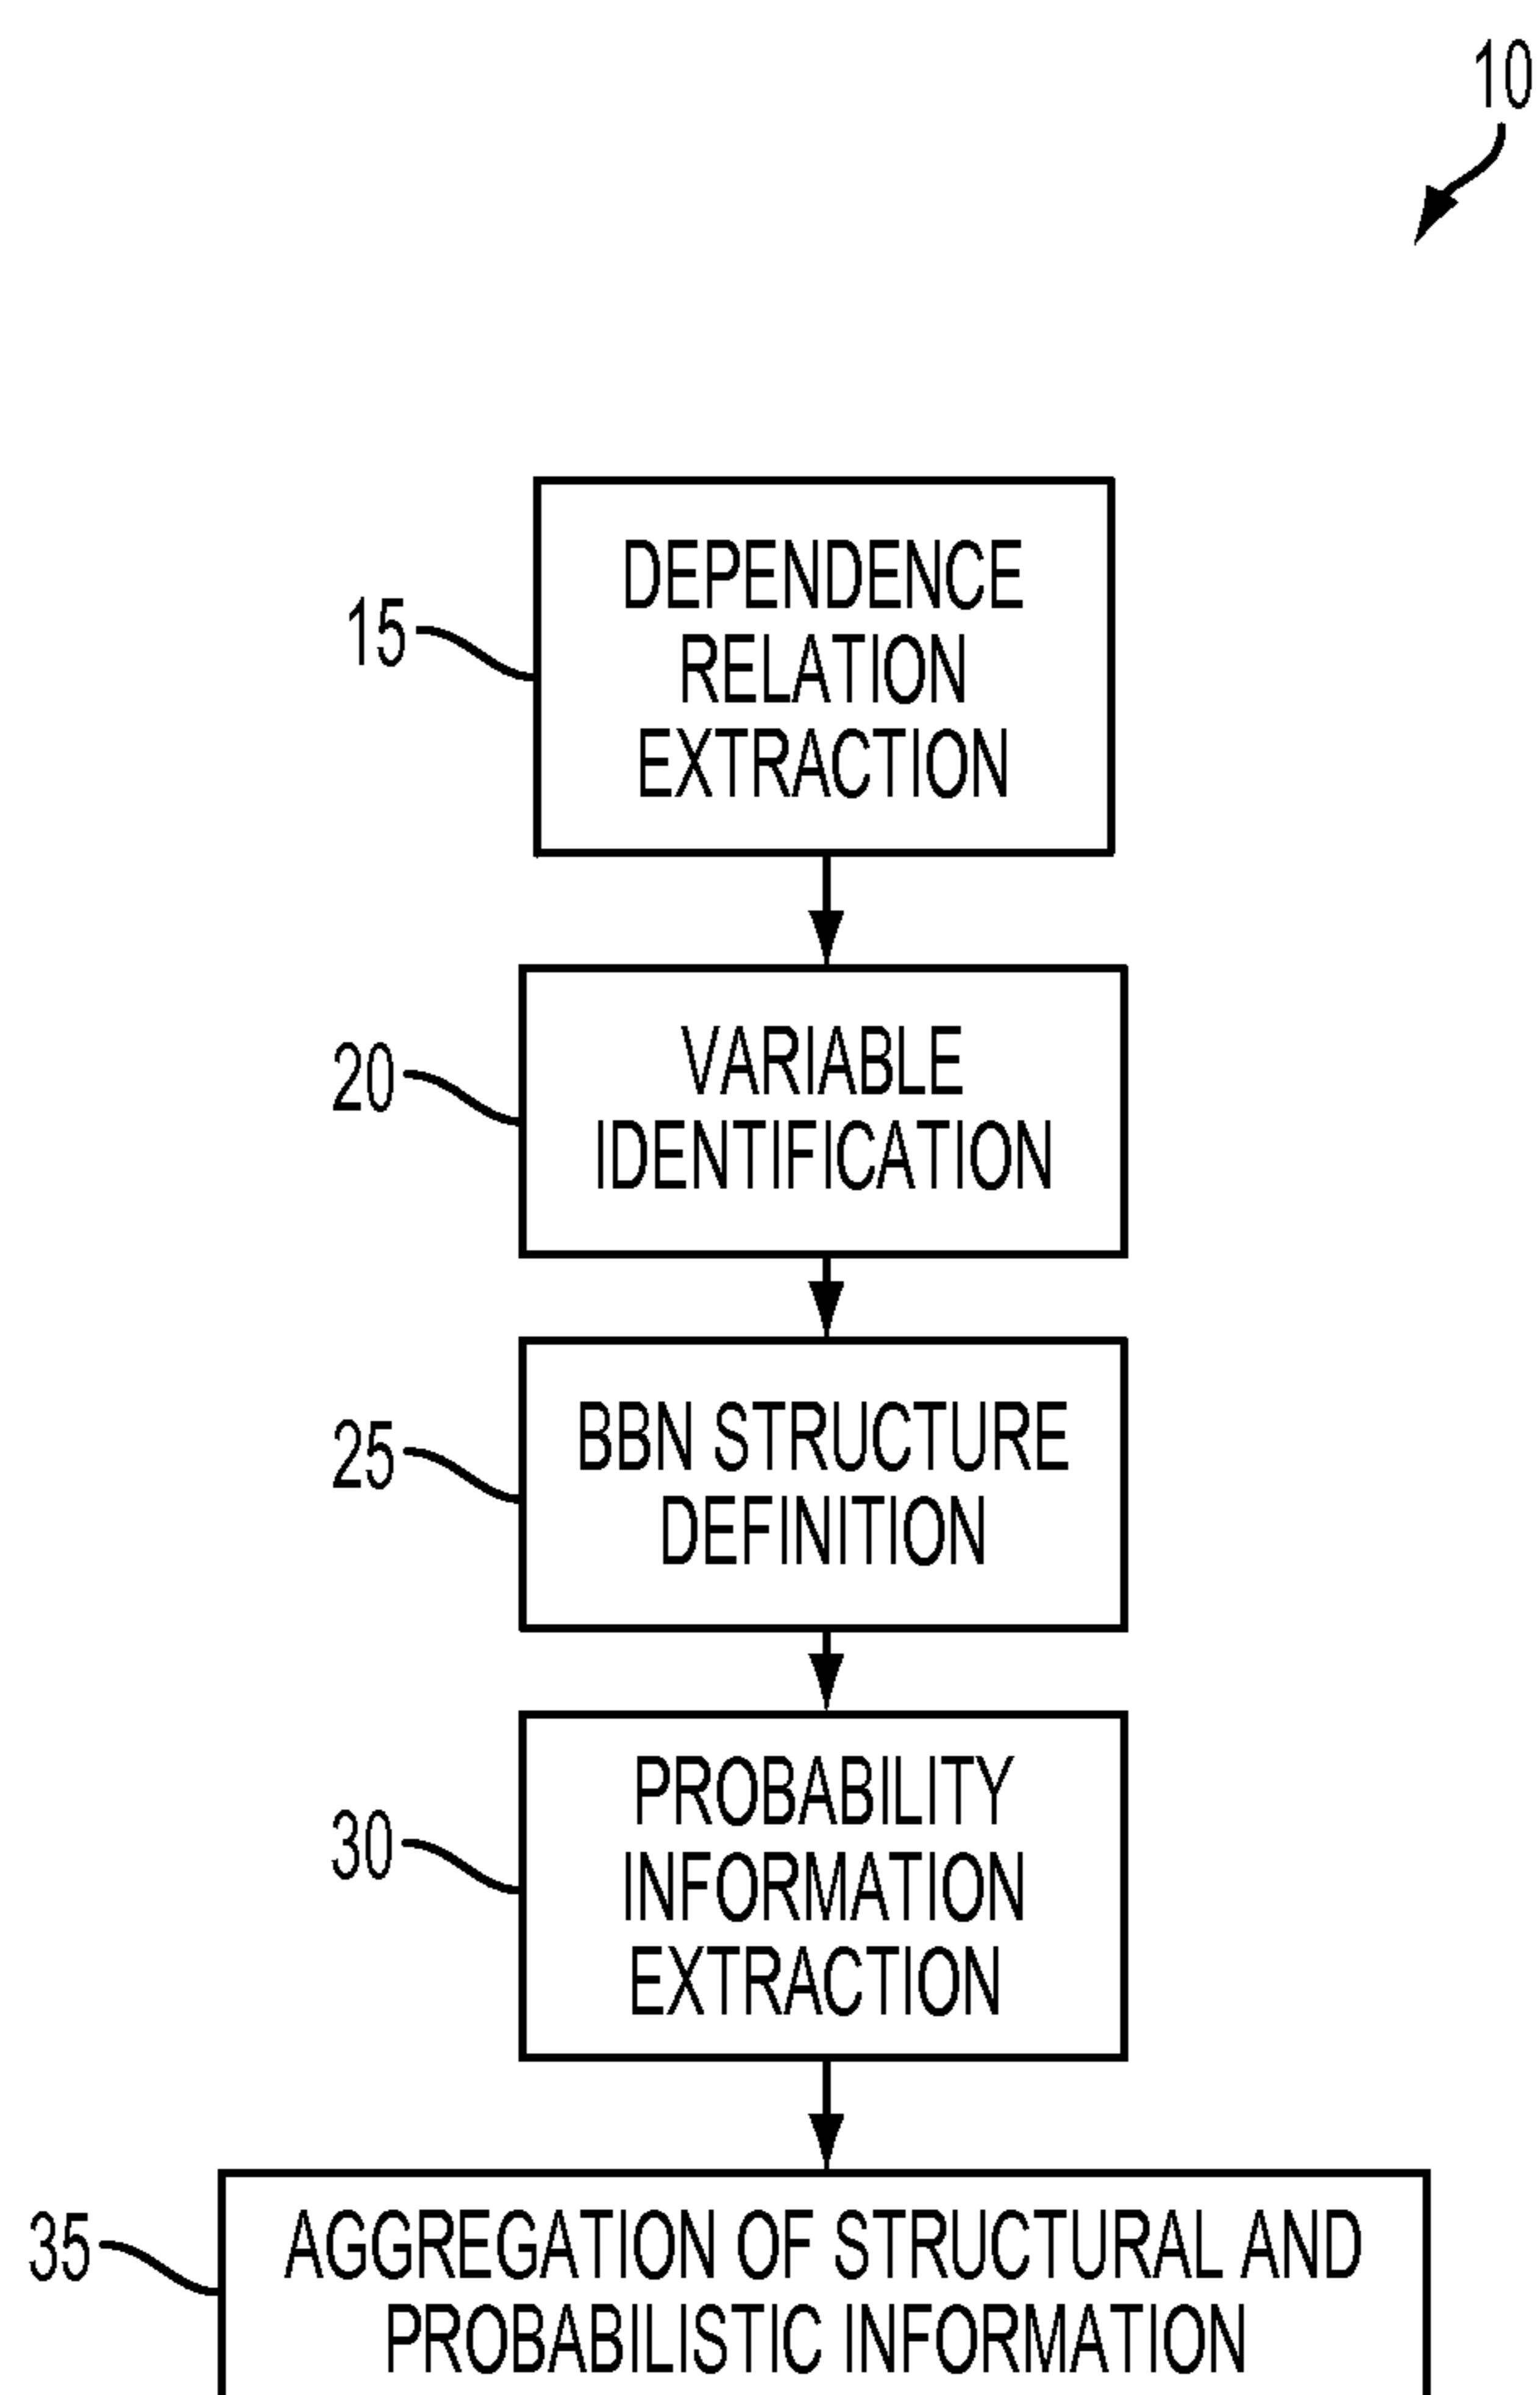 10
15
DEPENDENCE
RELATION
EXTRACTION
20
VARIABLE
IDENTIFICATION
25
BBN STRUCTURE
DEFINITION
30
PROBABILITY
INFORMATION
EXTRACTION
35
AGGREGATION OF STRUCTURAL AND
PROBABILISTIC INFORMATION